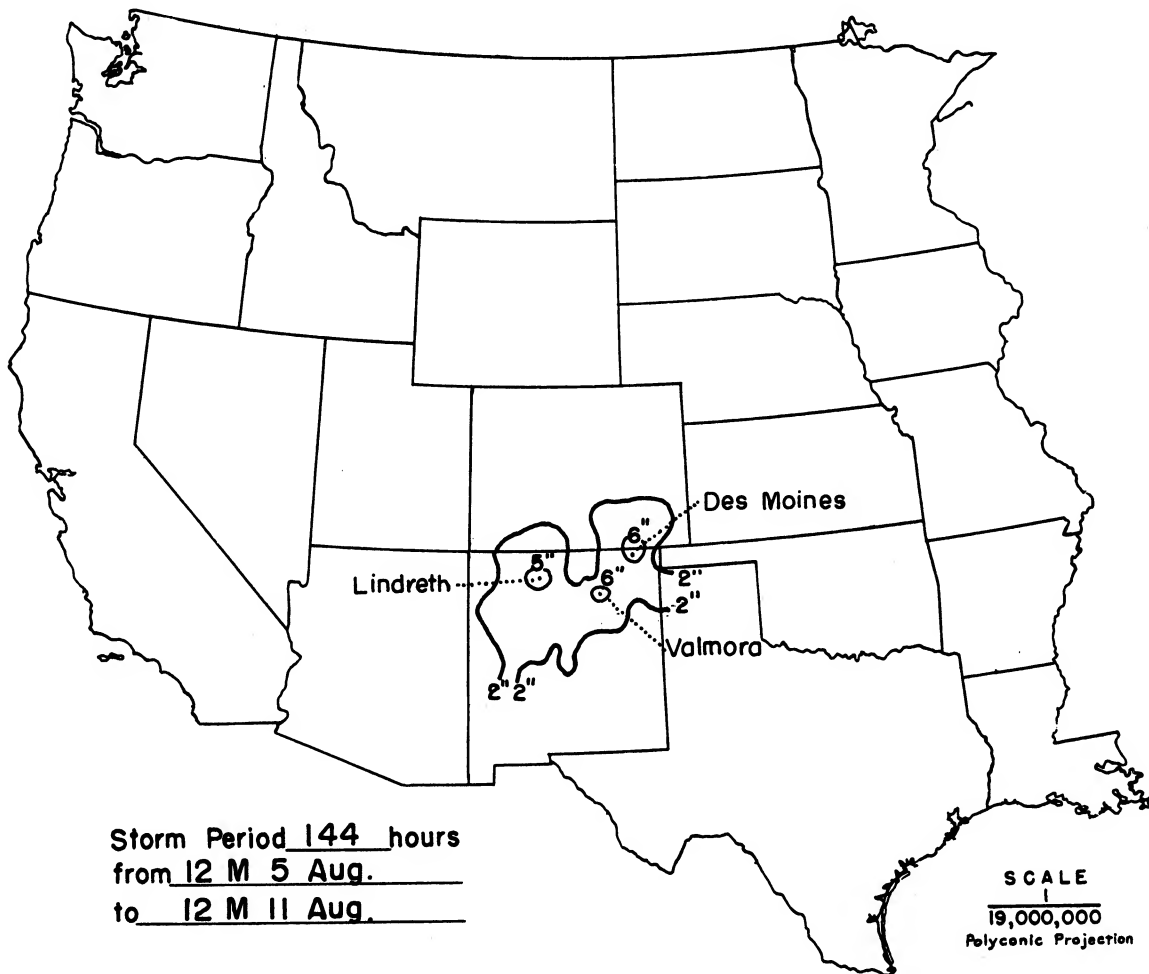 Des Moines
6"
5"
Lindreth
6"
2"
2"
Valmora
2" 2"
Storm Period 144 hours
from 12 M 5 Aug.
to 12 M 11 Aug.
SCALE
1
19,000,000
Polyconic Projection